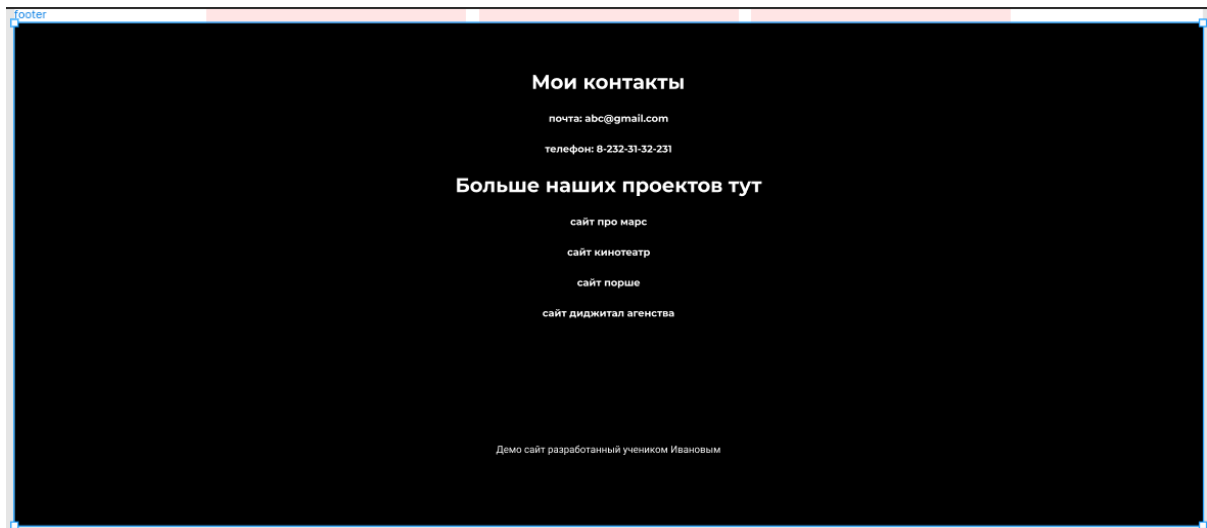 footer
Мои контакты
почта: abc@gmail.com
телефон: 8-232-31-32-231
Больше наших проектов тут
сайт про марс
сайт кинотеатр
сайт порше
сайт диджитал агенства
Демо сайт разработанный учеником Ивановым